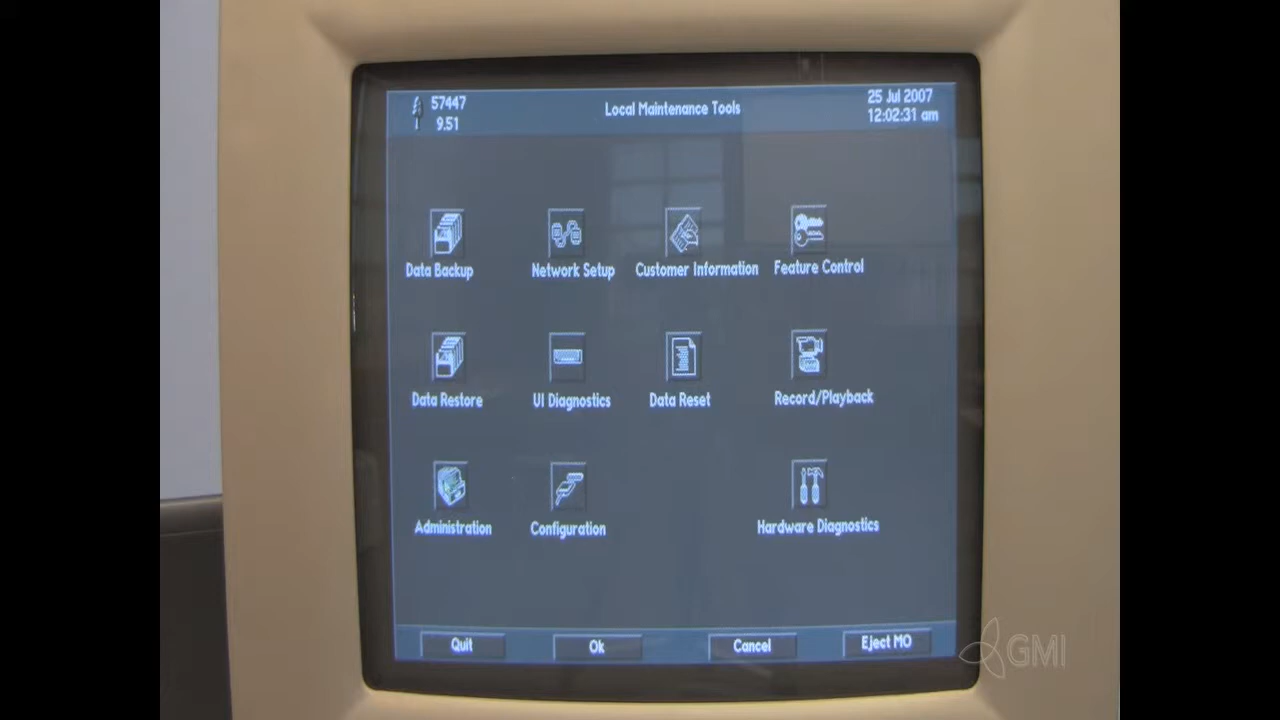 57447
9.51
Local Maintenance Tools
25 Jul 2007
12:02:31 am
Data Backup
Network Setup
Customer Information
Feature Control
Data Restore
UI Diagnostics
Data Reset
Record/Playback
Administration
Configuration
Hardware Diagnostics
Quit
Ok
Cancel
Eject MO
GMI